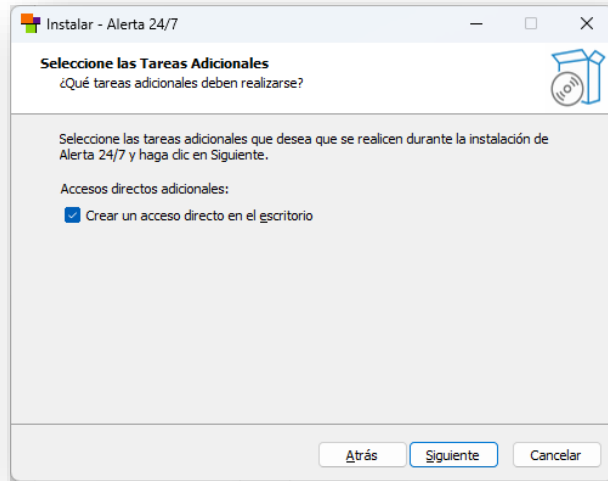 Instalar - Alerta 24/7
Seleccione las Tareas Adicionales
¿Qué tareas adicionales deben realizarse?
Seleccione las tareas adicionales que desea que se realicen durante la instalación de
Alerta 24/7 y haga clic en Siguiente.
Accesos directos adicionales:
Crear un acceso directo en el escritorio
Atrás
Siguiente
Cancelar